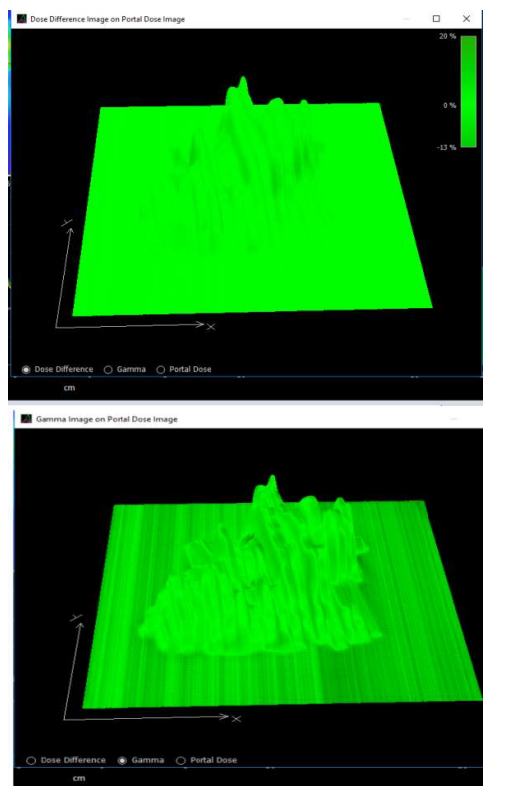 Dose Difference Image on Portal Dose Image
20 %
0 %
-13 %
Y
X
Dose Difference Gamma Portal Dose
cm
Gamma Image on Portal Dose Image
Y
X
Dose Difference Gamma Portal Dose
cm